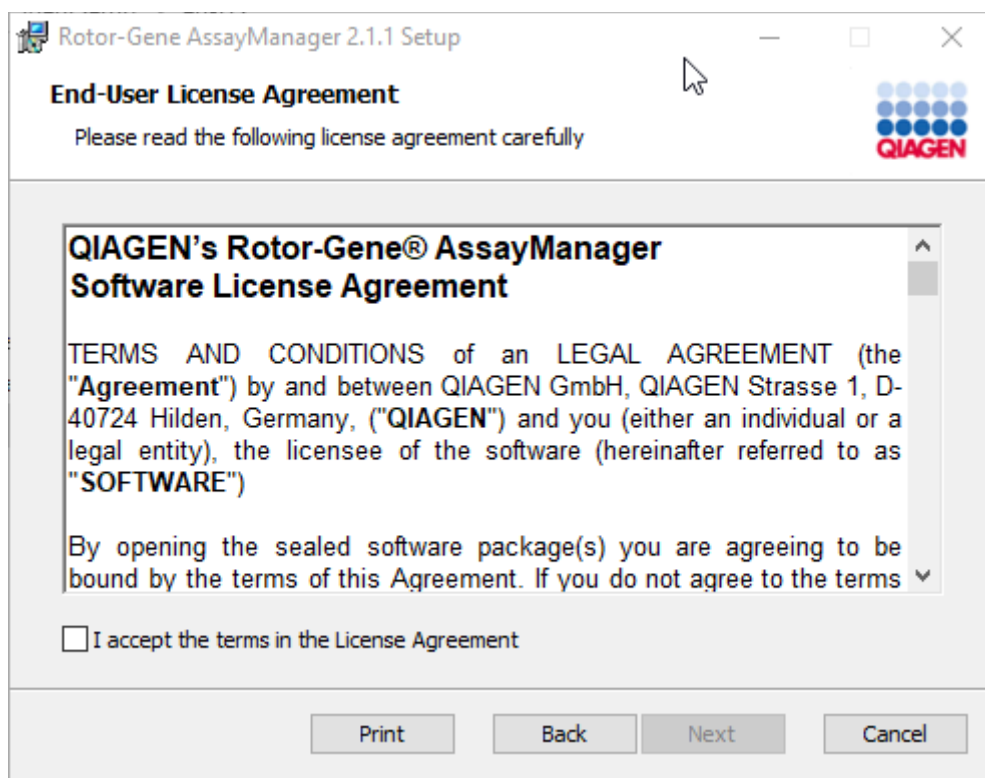 Rotor-Gene AssayManager 2.1.1 Setup
End-User License Agreement
Please read the following license agreement carefully
QIAGEN
QIAGEN's Rotor-Gene® AssayManager
Software License Agreement
TERMS AND CONDITIONS of an LEGAL AGREEMENT (the
"Agreement") by and between QIAGEN GmbH, QIAGEN Strasse 1, D-
40724 Hilden, Germany, ("QIAGEN") and you (either an individual or a
legal entity), the licensee of the software (hereinafter referred to as
"SOFTWARE")
By opening the sealed software package(s) you are agreeing to be
bound by the terms of this Agreement. If you do not agree to the terms
I accept the terms in the License Agreement
Print
Back
Next
Cancel